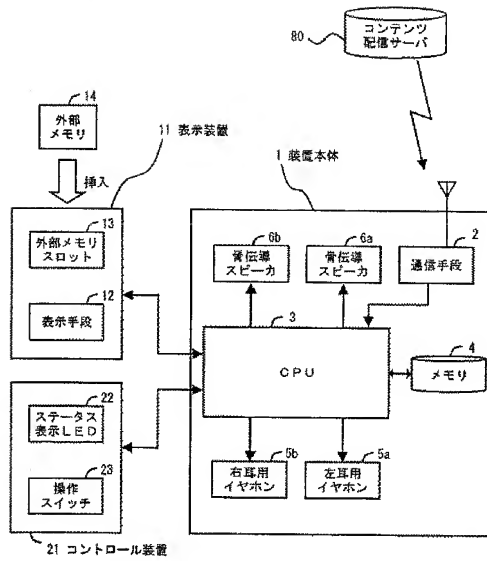 80
コンテンツ
配信サーバ
14
外部
メモリ
11 表示装置
挿入
1 装置本体
13
外部メモリ
スロット
12
表示手段
6b
骨伝導
スピーカ
6a
骨伝導
スピーカ
2
通信手段
3
CPU
4
メモリ
22
ステータス
表示LED
23
操作
スイッチ
5b
右耳用
イヤホン
5a
左耳用
イヤホン
21 コントロール装置